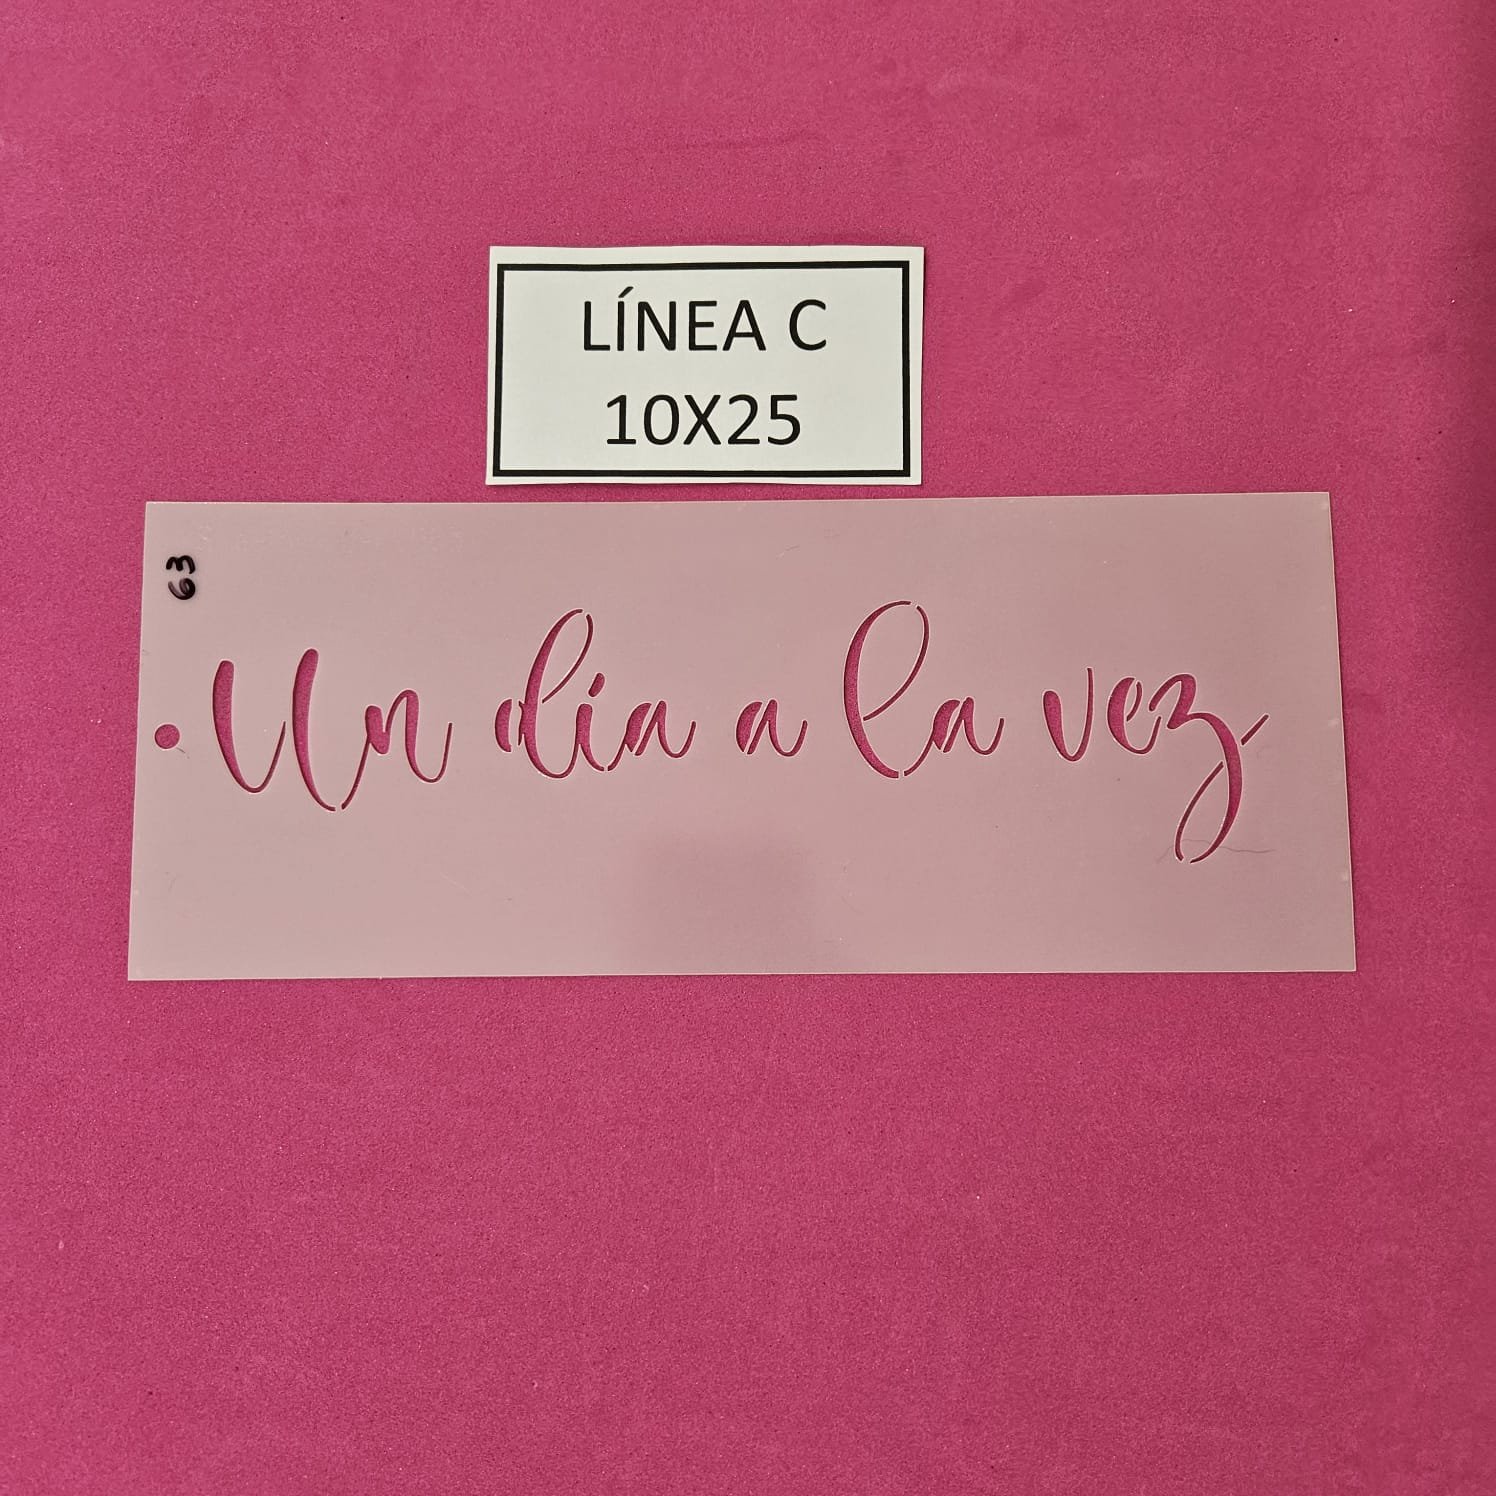 LÍNEA C
10X25
63
Un día a la vez